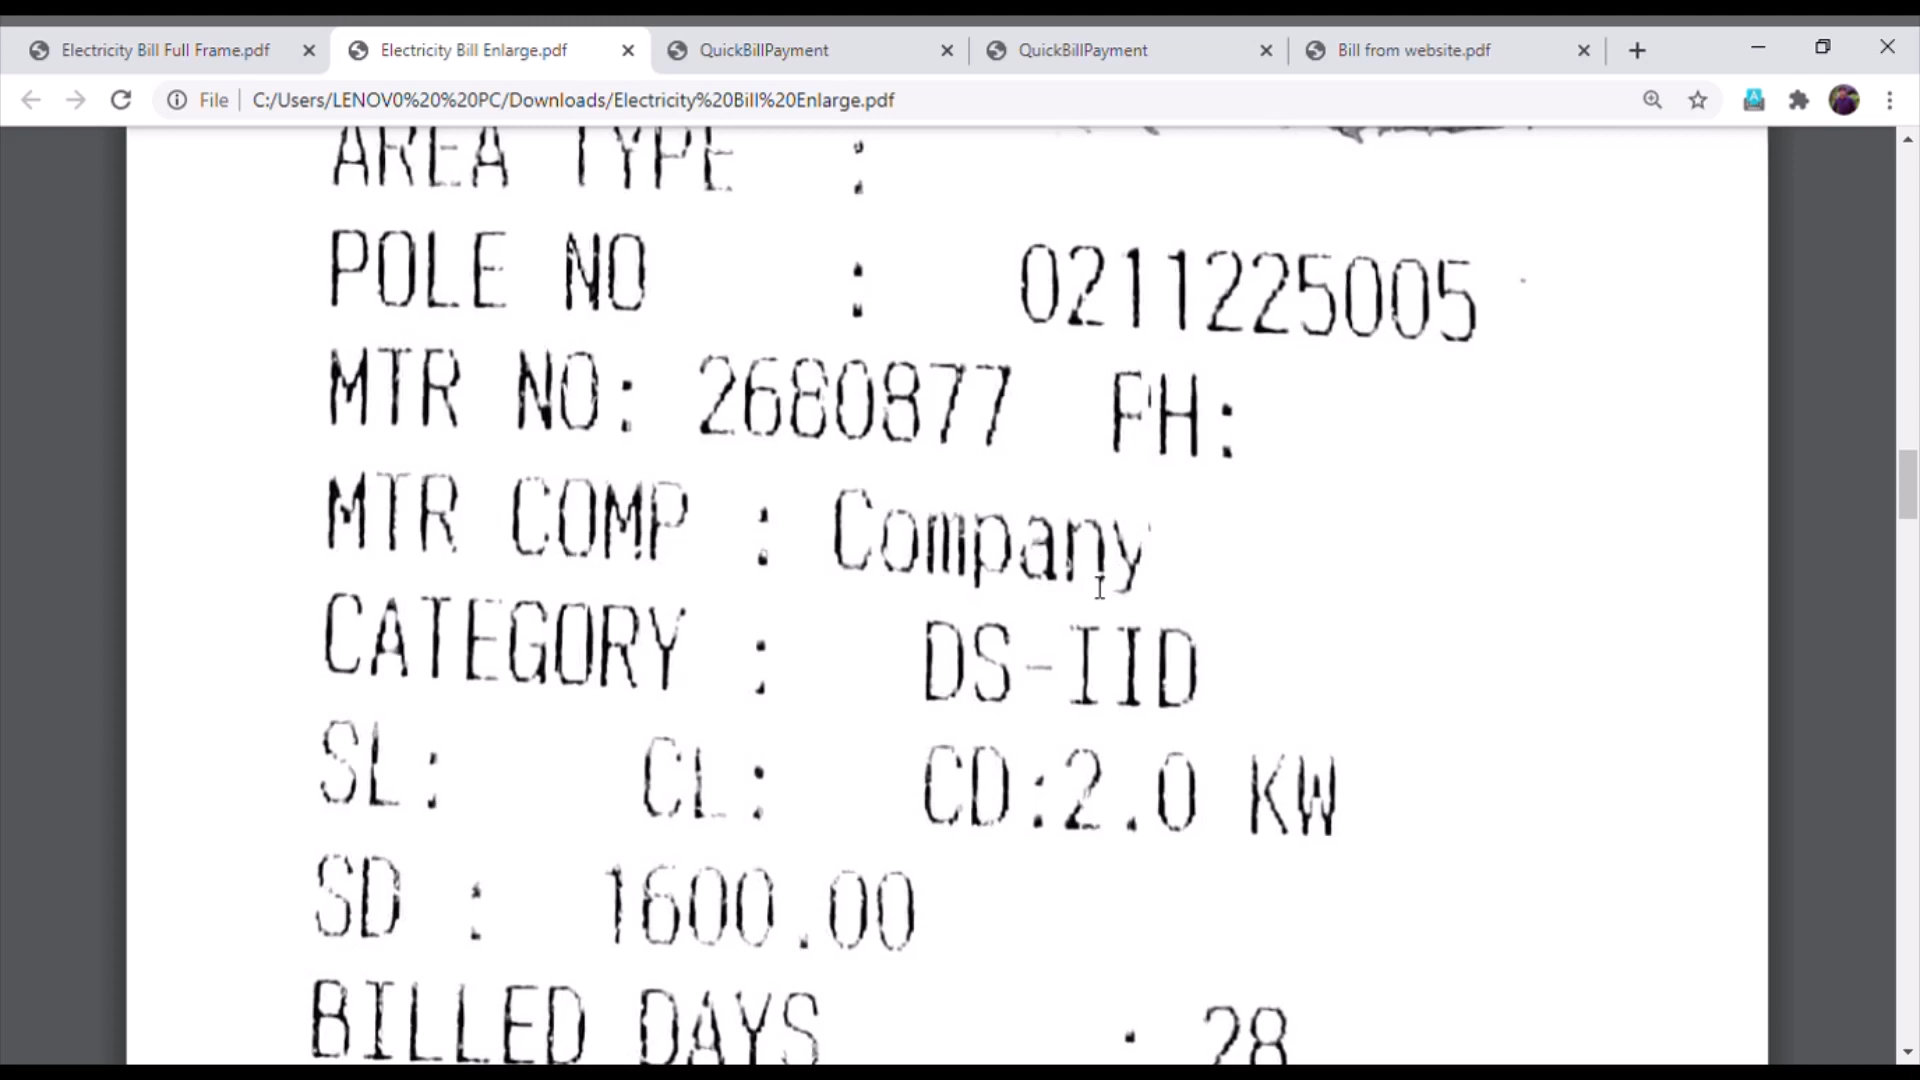 Electricity Bill Full Frame.pdf
Electricity Bill Enlarge.pdf
QuickBillPayment
QuickBillPayment
Bill from website.pdf
File
C:/Users/LENOV0%20%20PC/Downloads/Electricity%20Bill%20Enlarge.pdf
AREA TYPE :
POLE NO : 0211225005
MTR NO: 2680877 PH:
MTR COMP : Company
CATEGORY : DS-IID
SL: CL: CD:2.0 KW
SD : 1600.00
BILLED DAYS : 28